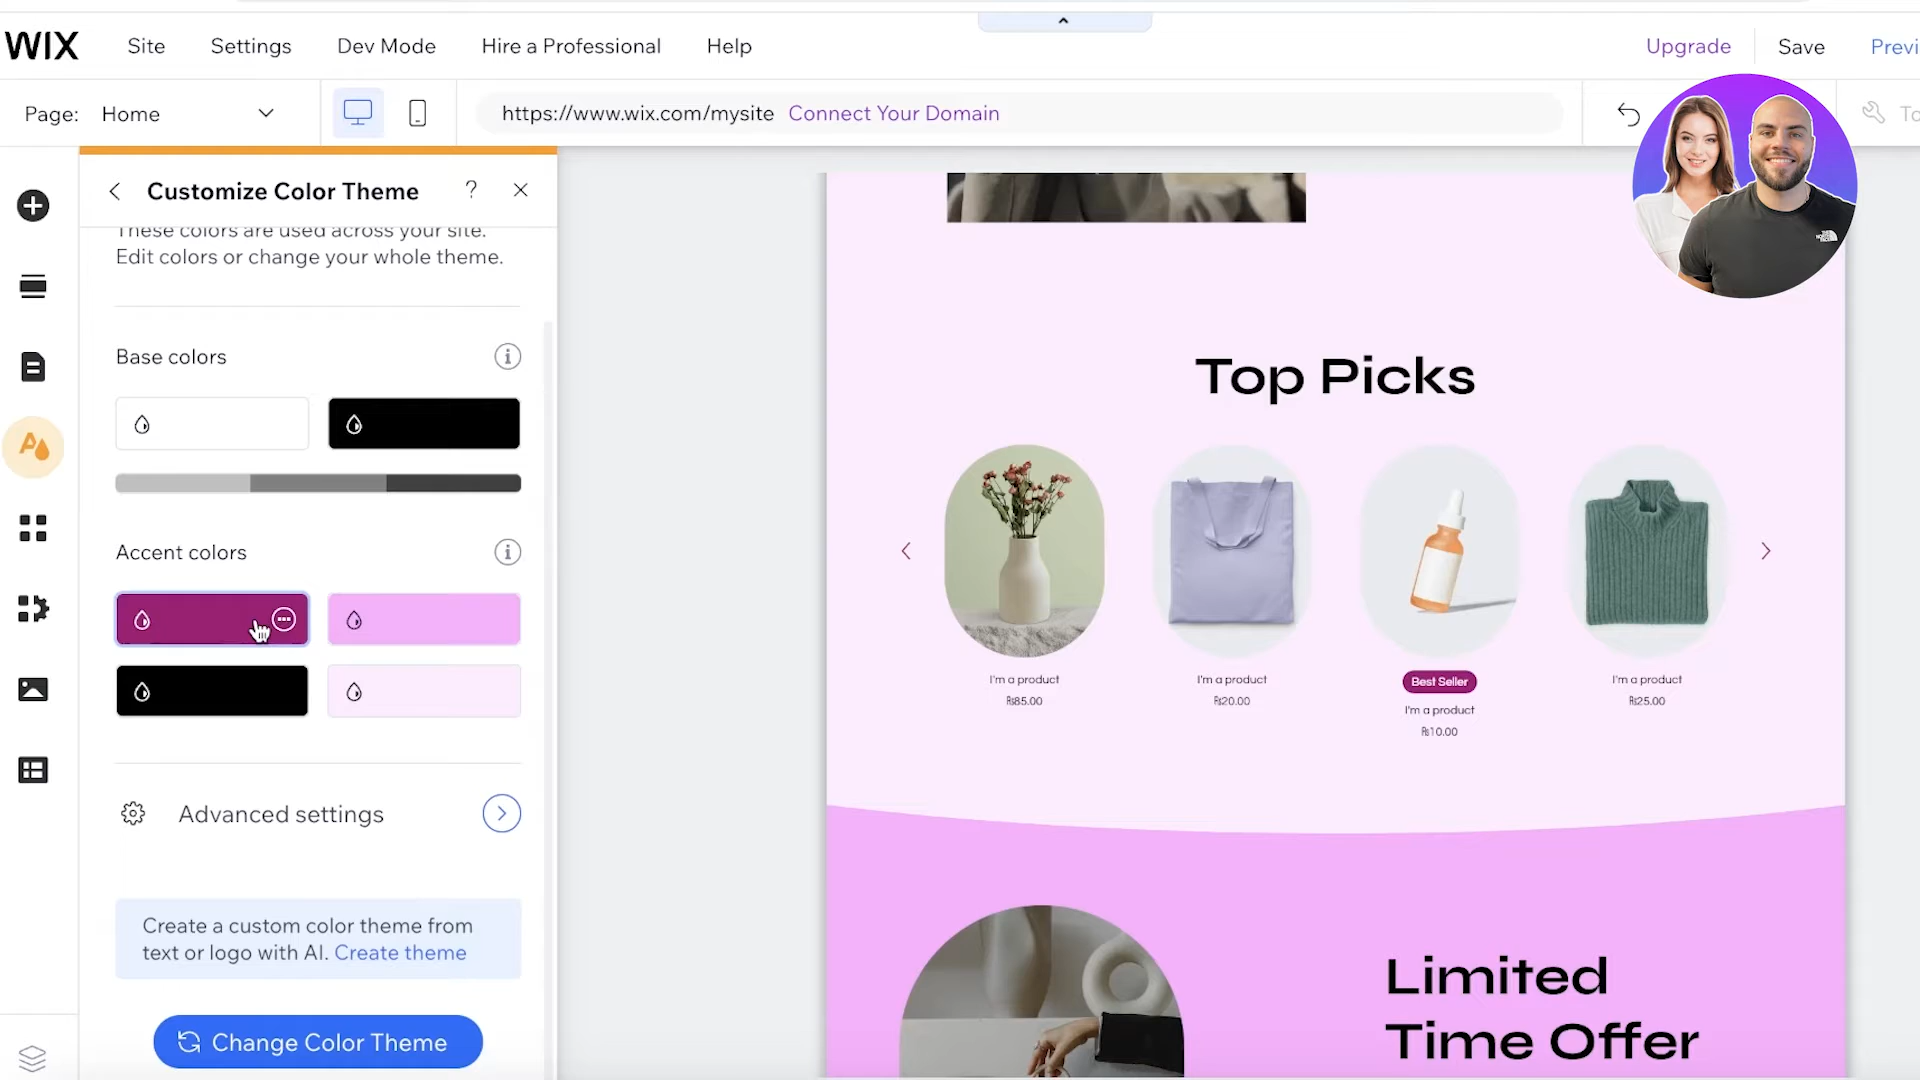 WIX Site Settings Dev Mode Hire a Professional Help Upgrade Save Previ
Page: Home https://www.wix.com/mysite Connect Your Domain To
Customize Color Theme ?
These colors are used across your site.
Edit colors or change your whole theme.
Base colors
Accent colors
Advanced settings
Create a custom color theme from
text or logo with AI. Create theme
Change Color Theme
Top Picks
I'm a product
₨85.00
I'm a product
₨20.00
Best Seller
I'm a product
₨10.00
I'm a product
₨25.00
Limited
Time Offer